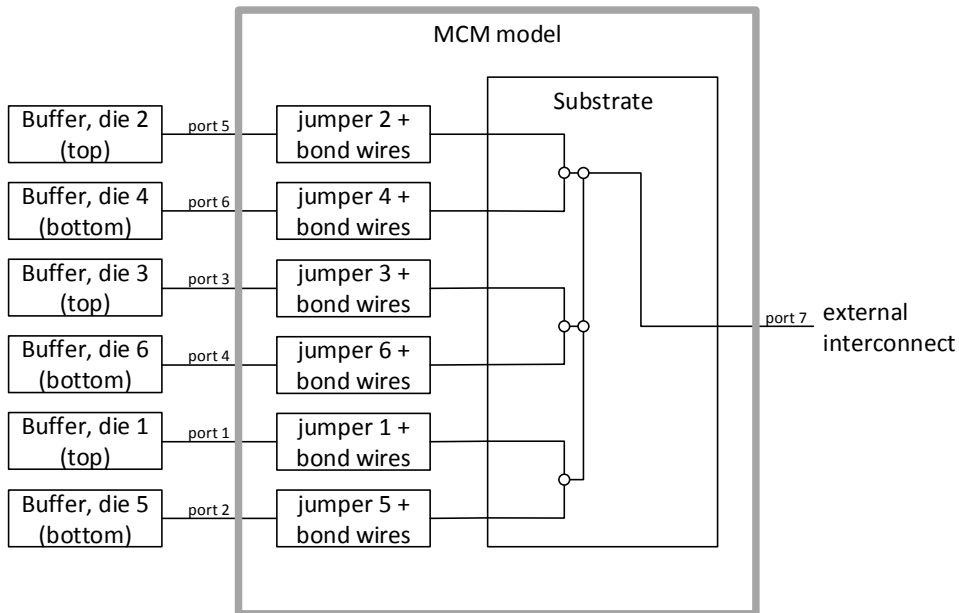 MCM model
Substrate
Buffer, die 2
(top)
port 5
jumper 2 +
bond wires
Buffer, die 4
(bottom)
port 6
jumper 4 +
bond wires
Buffer, die 3
(top)
port 3
jumper 3 +
bond wires
Buffer, die 6
(bottom)
port 4
jumper 6 +
bond wires
Buffer, die 1
(top)
port 1
jumper 1 +
bond wires
Buffer, die 5
(bottom)
port 2
jumper 5 +
bond wires
port 7
external
interconnect